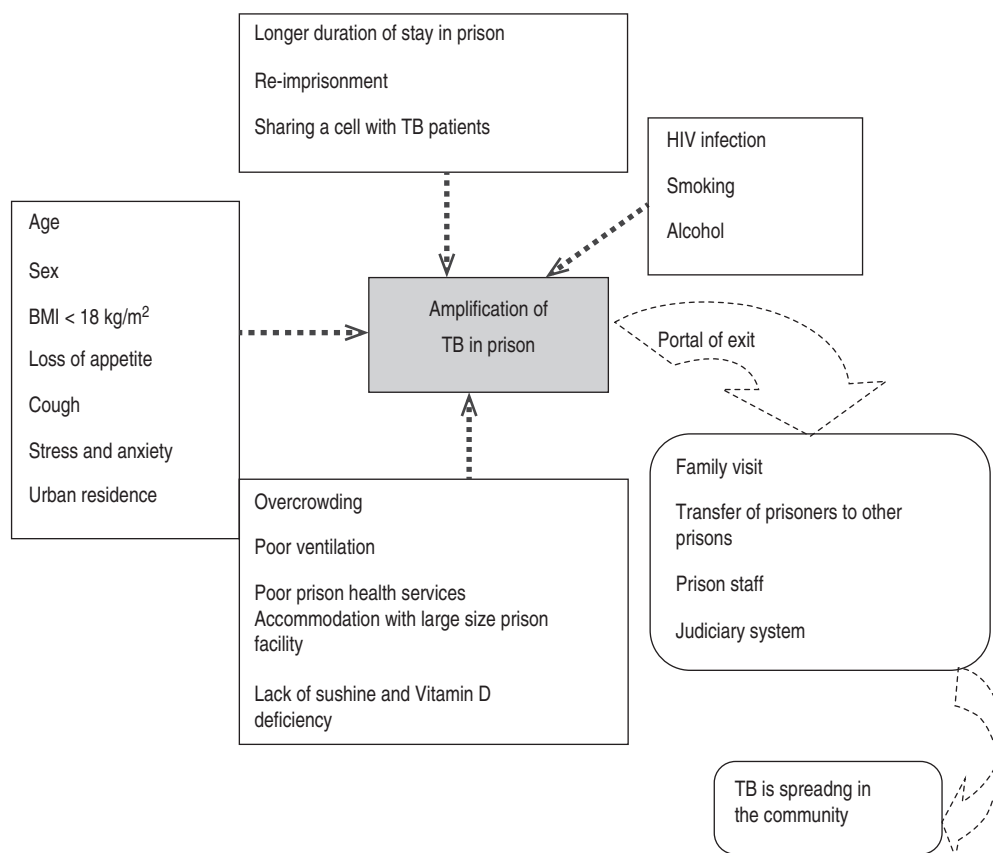 Longer duration of stay in prison
Re-imprisonment
Sharing a cell with TB patients
HIV infection
Smoking
Alcohol
Age
Sex
BMI < 18 kg/m²
Loss of appetite
Cough
Stress and anxiety
Urban residence
Amplification of
TB in prison
Portal of exit
Overcrowding
Poor ventilation
Poor prison health services
Accommodation with large size prison
facility
Lack of sushine and Vitamin D
deficiency
Family visit
Transfer of prisoners to other
prisons
Prison staff
Judiciary system
TB is spreadng in
the community